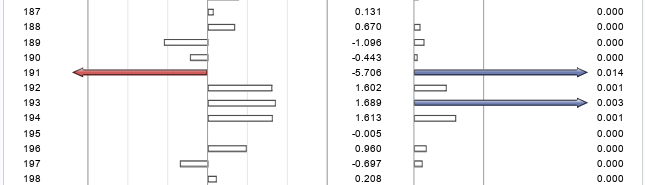 187 0.131 0.000
188 0.670 0.000
189 -1.096 0.000
190 -0.443 0.000
191 -5.706 0.014
192 1.602 0.001
193 1.689 0.003
194 1.613 0.001
195 -0.005 0.000
196 0.960 0.000
197 -0.697 0.000
198 0.208 0.000